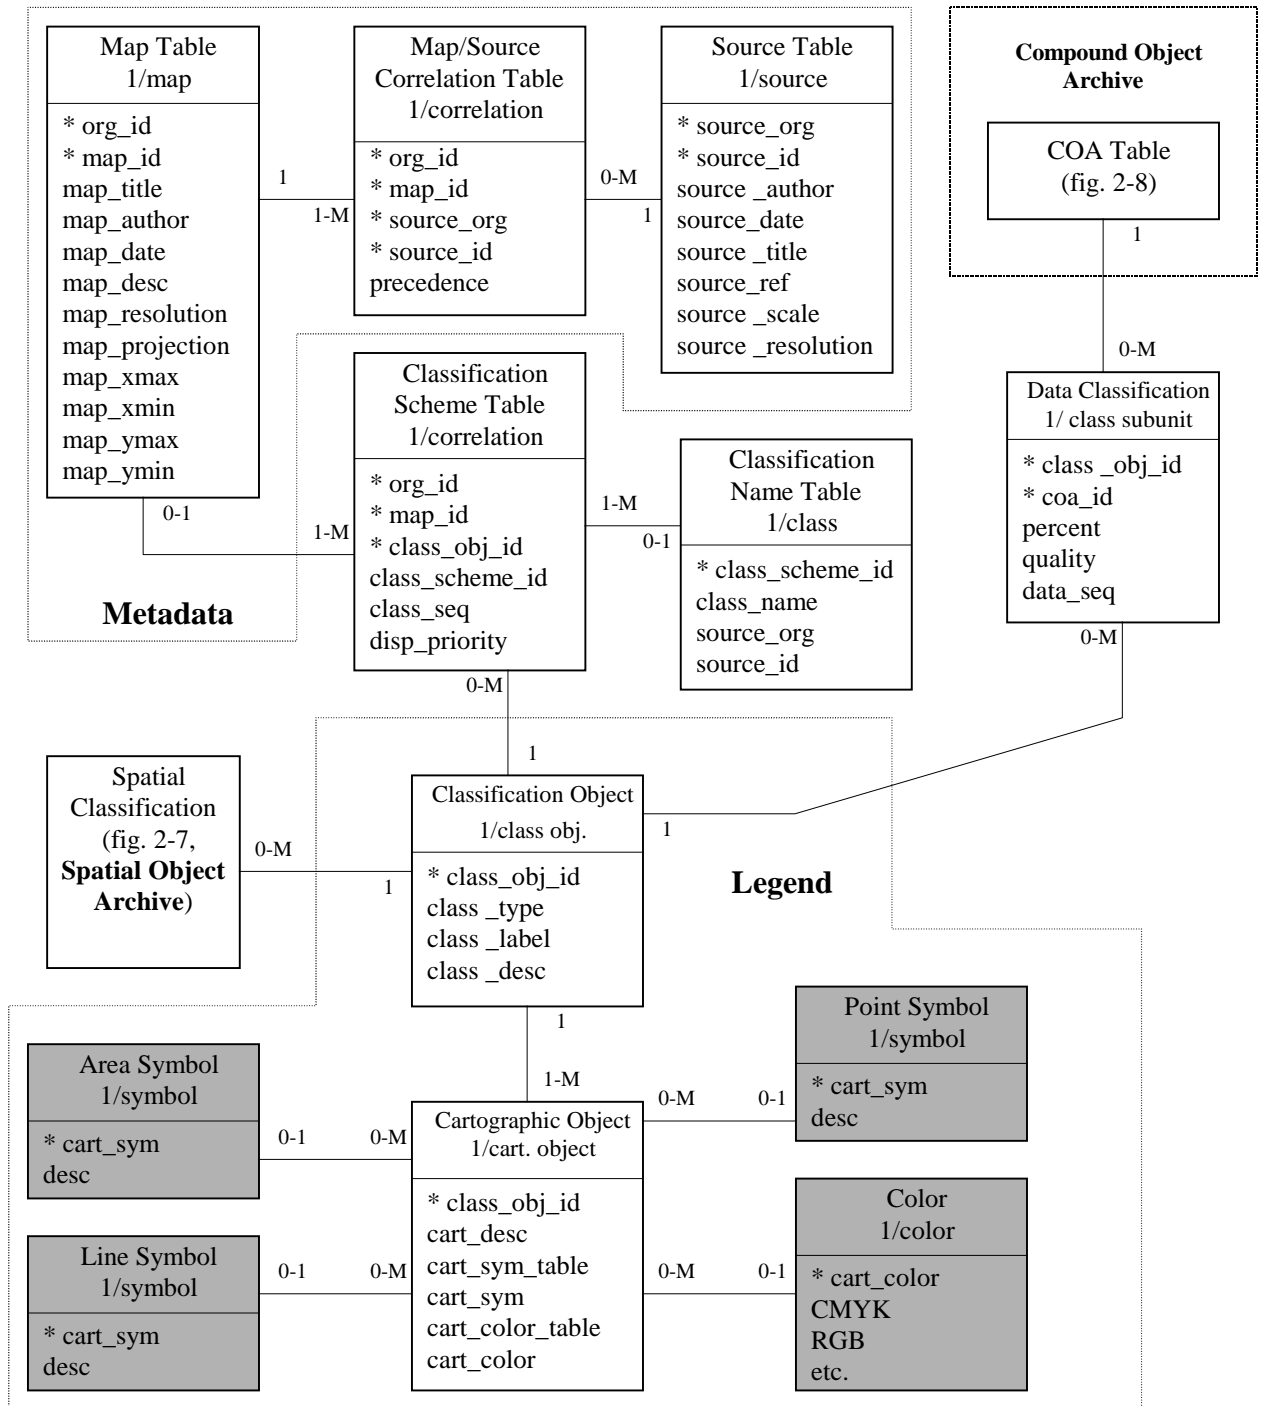 Map Table
1/map
* org_id
* map_id
map_title
map_author
map_date
map_desc
map_resolution
map_projection
map_xmax
map_xmin
map_ymax
map_ymin
1
1-M
Map/Source
Correlation Table
1/correlation
* org_id
* map_id
* source_org
* source_id
precedence
0-M
1
Source Table
1/source
* source_org
* source_id
source _author
source_date
source _title
source_ref
source _scale
source _resolution
Compound Object
Archive
COA Table
(fig. 2-8)
1
0-M
Data Classification
1/ class subunit
* class _obj_id
* coa_id
percent
quality
data_seq
0-M
0-1
1-M
Metadata
Classification
Scheme Table
1/correlation
* org_id
* map_id
* class_obj_id
class_scheme_id
class_seq
disp_priority
1-M
0-1
Classification
Name Table
1/class
* class_scheme_id
class_name
source_org
source_id
0-M
1
Spatial
Classification
(fig. 2-7,
Spatial Object
Archive)
0-M
1
Classification Object
1/class obj.
* class_obj_id
class _type
class _label
class _desc
1
Legend
1
1-M
Area Symbol
1/symbol
* cart_sym
desc
0-1
0-M
Line Symbol
1/symbol
* cart_sym
desc
0-1
0-M
Cartographic Object
1/cart. object
* class_obj_id
cart_desc
cart_sym_table
cart_sym
cart_color_table
cart_color
0-M
0-1
Point Symbol
1/symbol
* cart_sym
desc
0-M
0-1
Color
1/color
* cart_color
CMYK
RGB
etc.